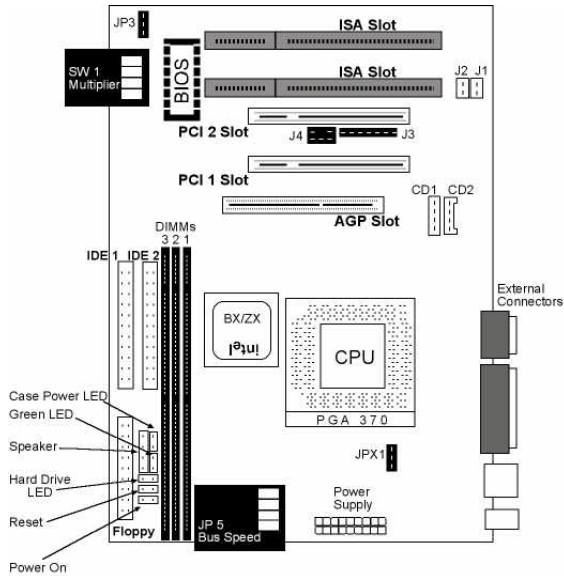 JP3
ISA Slot
SW 1
Multiplier
BIOS
ISA Slot
J2 J1
PCI 2 Slot
J4
J3
PCI 1 Slot
CD1 CD2
AGP Slot
DIMMs
3 2 1
IDE 1 IDE 2
External
Connectors
BX/ZX
intel
CPU
PGA 370
Case Power LED
Green LED
Speaker
Hard Drive
LED
Reset
Power On
Floppy
JPX1
Power
Supply
JP 5
Bus Speed